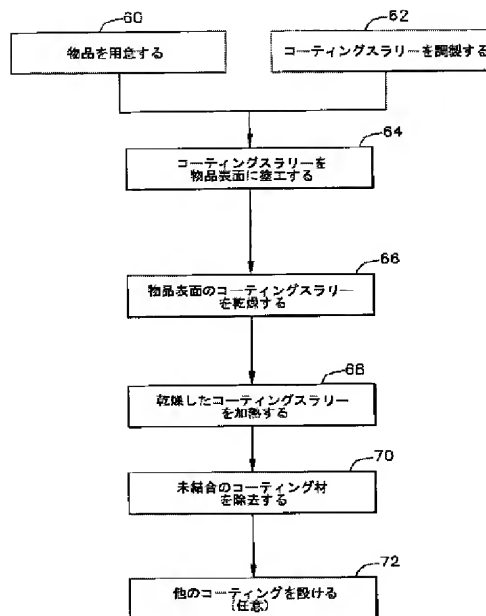 60
物品を用意する
62
コーティングスラリーを調製する
64
コーティングスラリーを
物品表面に塗工する
66
物品表面のコーティングスラリー
を乾燥する
68
乾燥したコーティングスラリー
を加熱する
70
未結合のコーティング材
を除去する
72
他のコーティングを設ける
(任意)